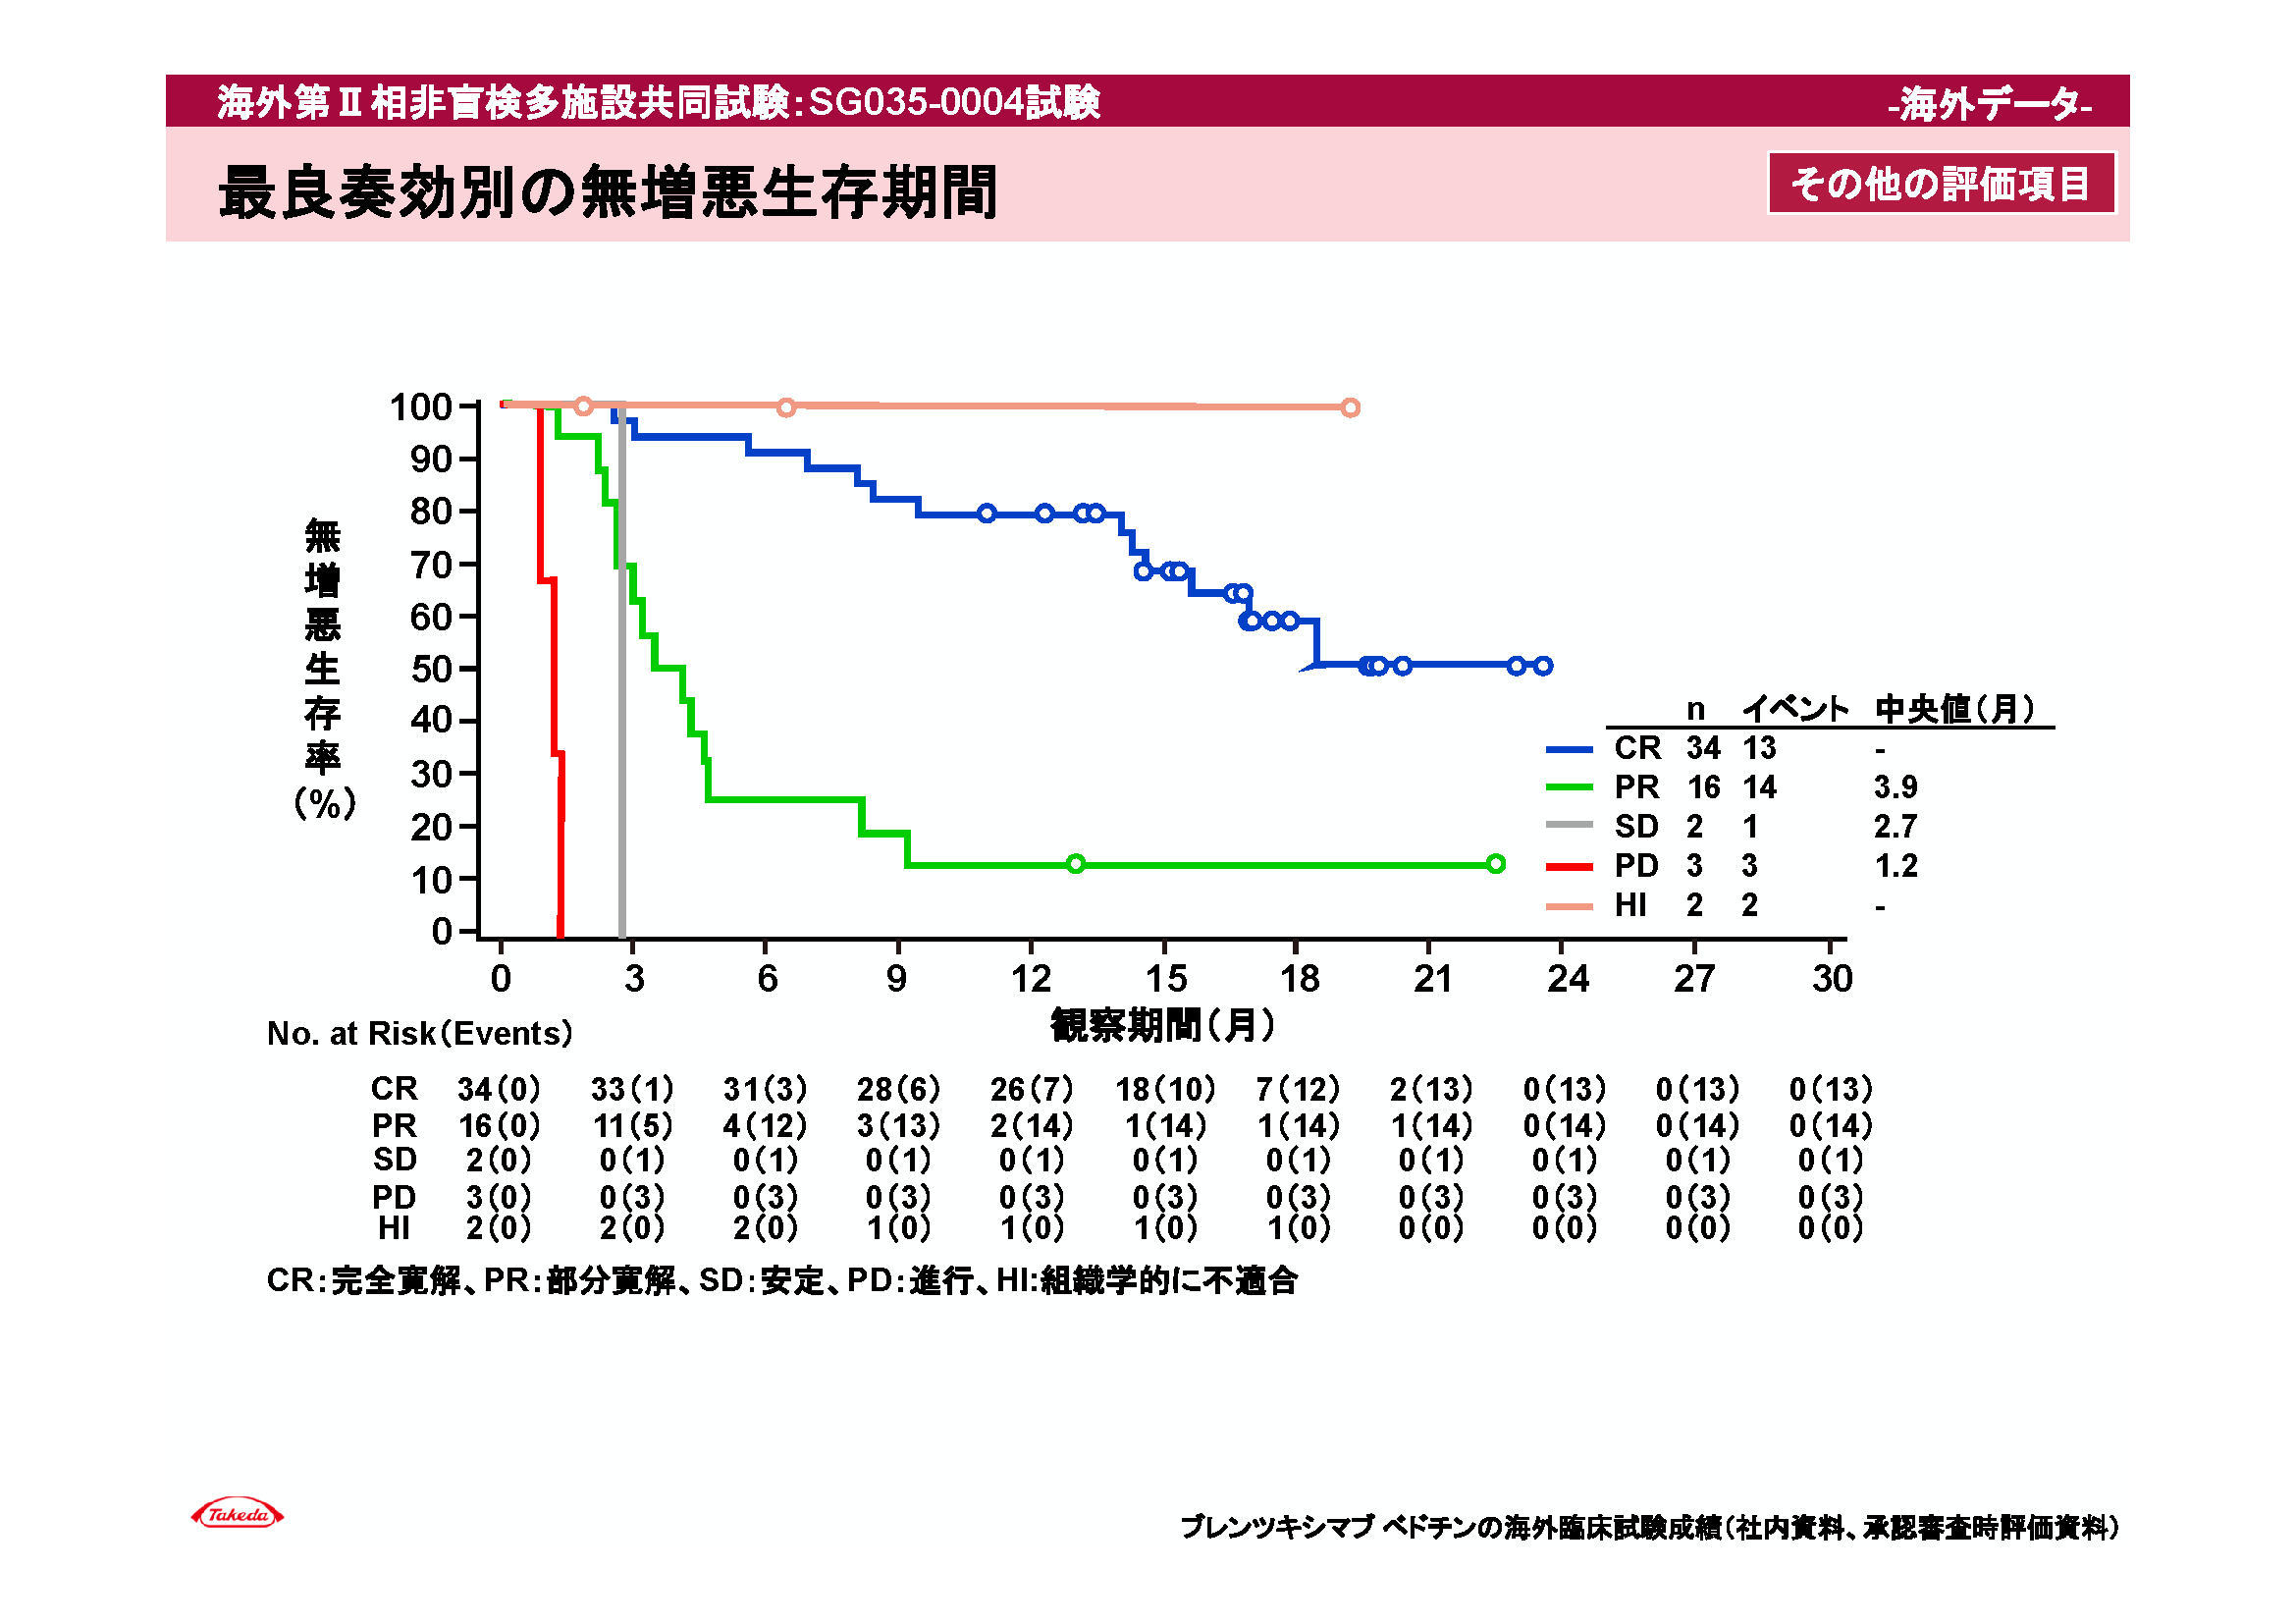 海外第Ⅱ相非盲検多施設共同試験：SG035-0004試験
-海外データ-
最良奏効別の無増悪生存期間
その他の評価項目
無増悪生存率（%）
100
90
80
70
60
50
40
30
20
10
0
0 3 6 9 12 15 18 21 24 27 30
観察期間（月）
n イベント 中央値（月）
CR 34 13 -
PR 16 14 3.9
SD 2 1 2.7
PD 3 3 1.2
HI 2 2 -
No. at Risk（Events）
CR 34（0） 33（1） 31（3） 28（6） 26（7） 18（10） 7（12） 2（13） 0（13） 0（13） 0（13）
PR 16（0） 11（5） 4（12） 3（13） 2（14） 1（14） 1（14） 1（14） 0（14） 0（14） 0（14）
SD 2（0） 0（1） 0（1） 0（1） 0（1） 0（1） 0（1） 0（1） 0（1） 0（1） 0（1）
PD 3（0） 0（3） 0（3） 0（3） 0（3） 0（3） 0（3） 0（3） 0（3） 0（3） 0（3）
HI 2（0） 2（0） 2（0） 1（0） 1（0） 1（0） 1（0） 0（0） 0（0） 0（0） 0（0）
CR：完全寛解、PR：部分寛解、SD：安定、PD：進行、HI:組織学的に不適合
Takeda
ブレンツキシマブ ベドチンの海外臨床試験成績（社内資料、承認審査時評価資料）